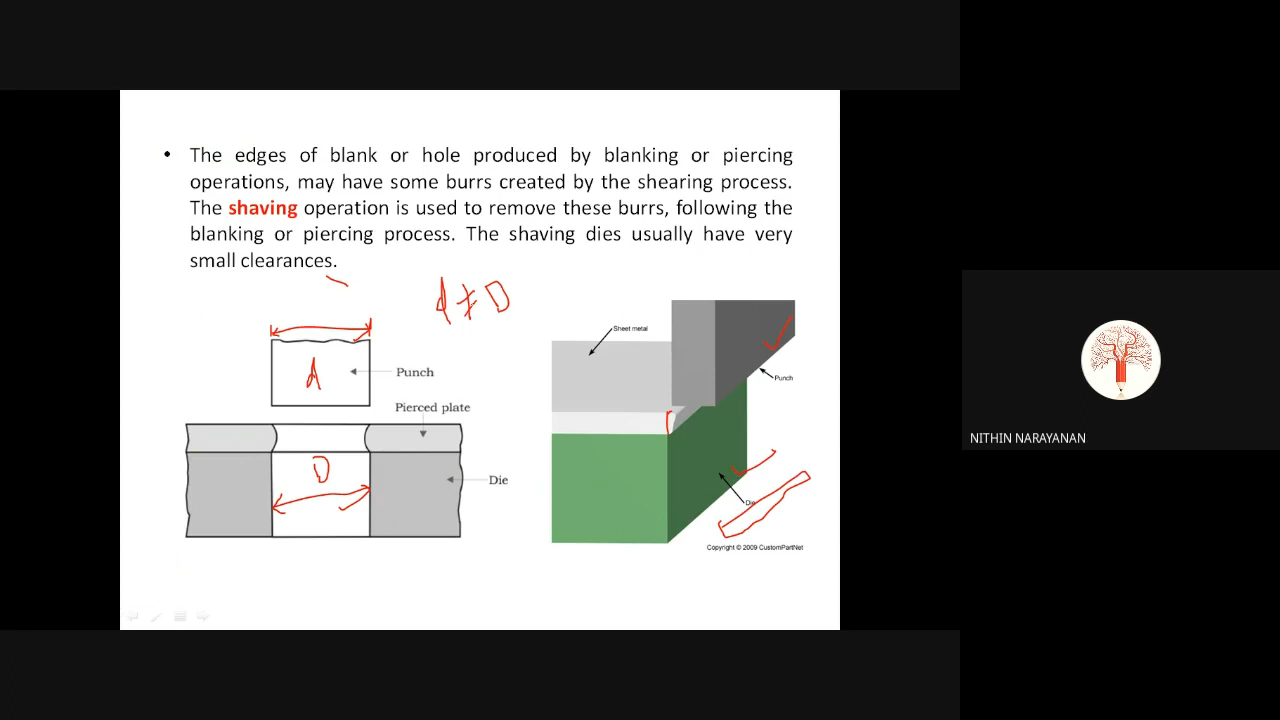 • The edges of blank or hole produced by blanking or piercing
operations, may have some burrs created by the shearing process.
The shaving operation is used to remove these burrs, following the
blanking or piercing process. The shaving dies usually have very
small clearances.
d ≠ D
Sheet metal
d
Punch
Punch
Pierced plate
D
Die
Die
Copyright © 2009 CustomPartNet
NITHIN NARAYANAN